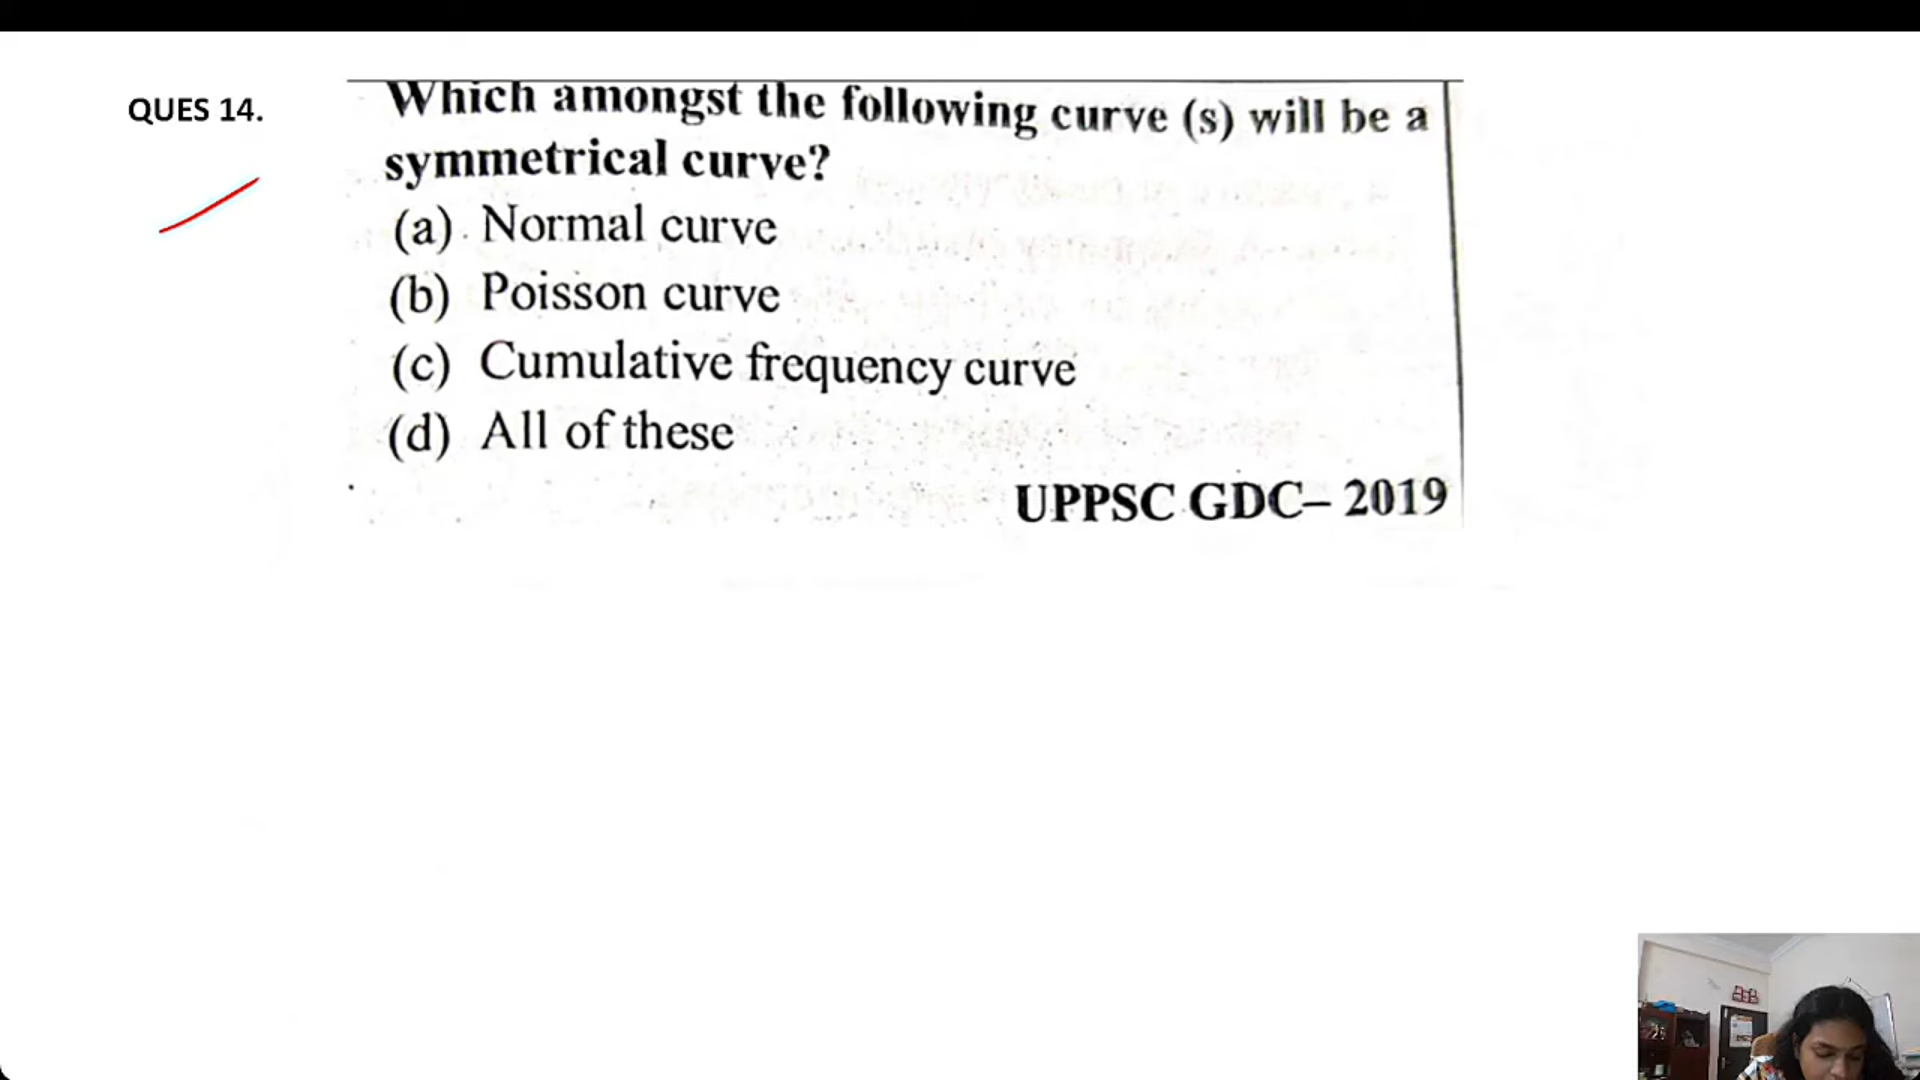 QUES 14.
Which amongst the following curve (s) will be a
symmetrical curve?
(a) Normal curve
(b) Poisson curve
(c) Cumulative frequency curve
(d) All of these
UPPSC GDC– 2019